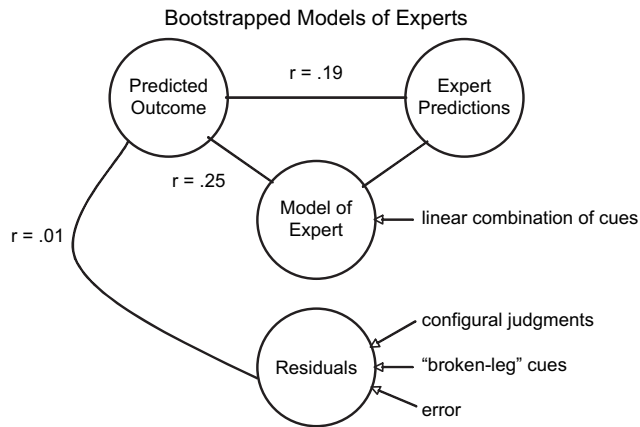 Bootstrapped Models of Experts
r = .19
Predicted
Outcome
Expert
Predictions
r = .25
Model of
Expert
linear combination of cues
r = .01
configural judgments
Residuals
“broken-leg” cues
error